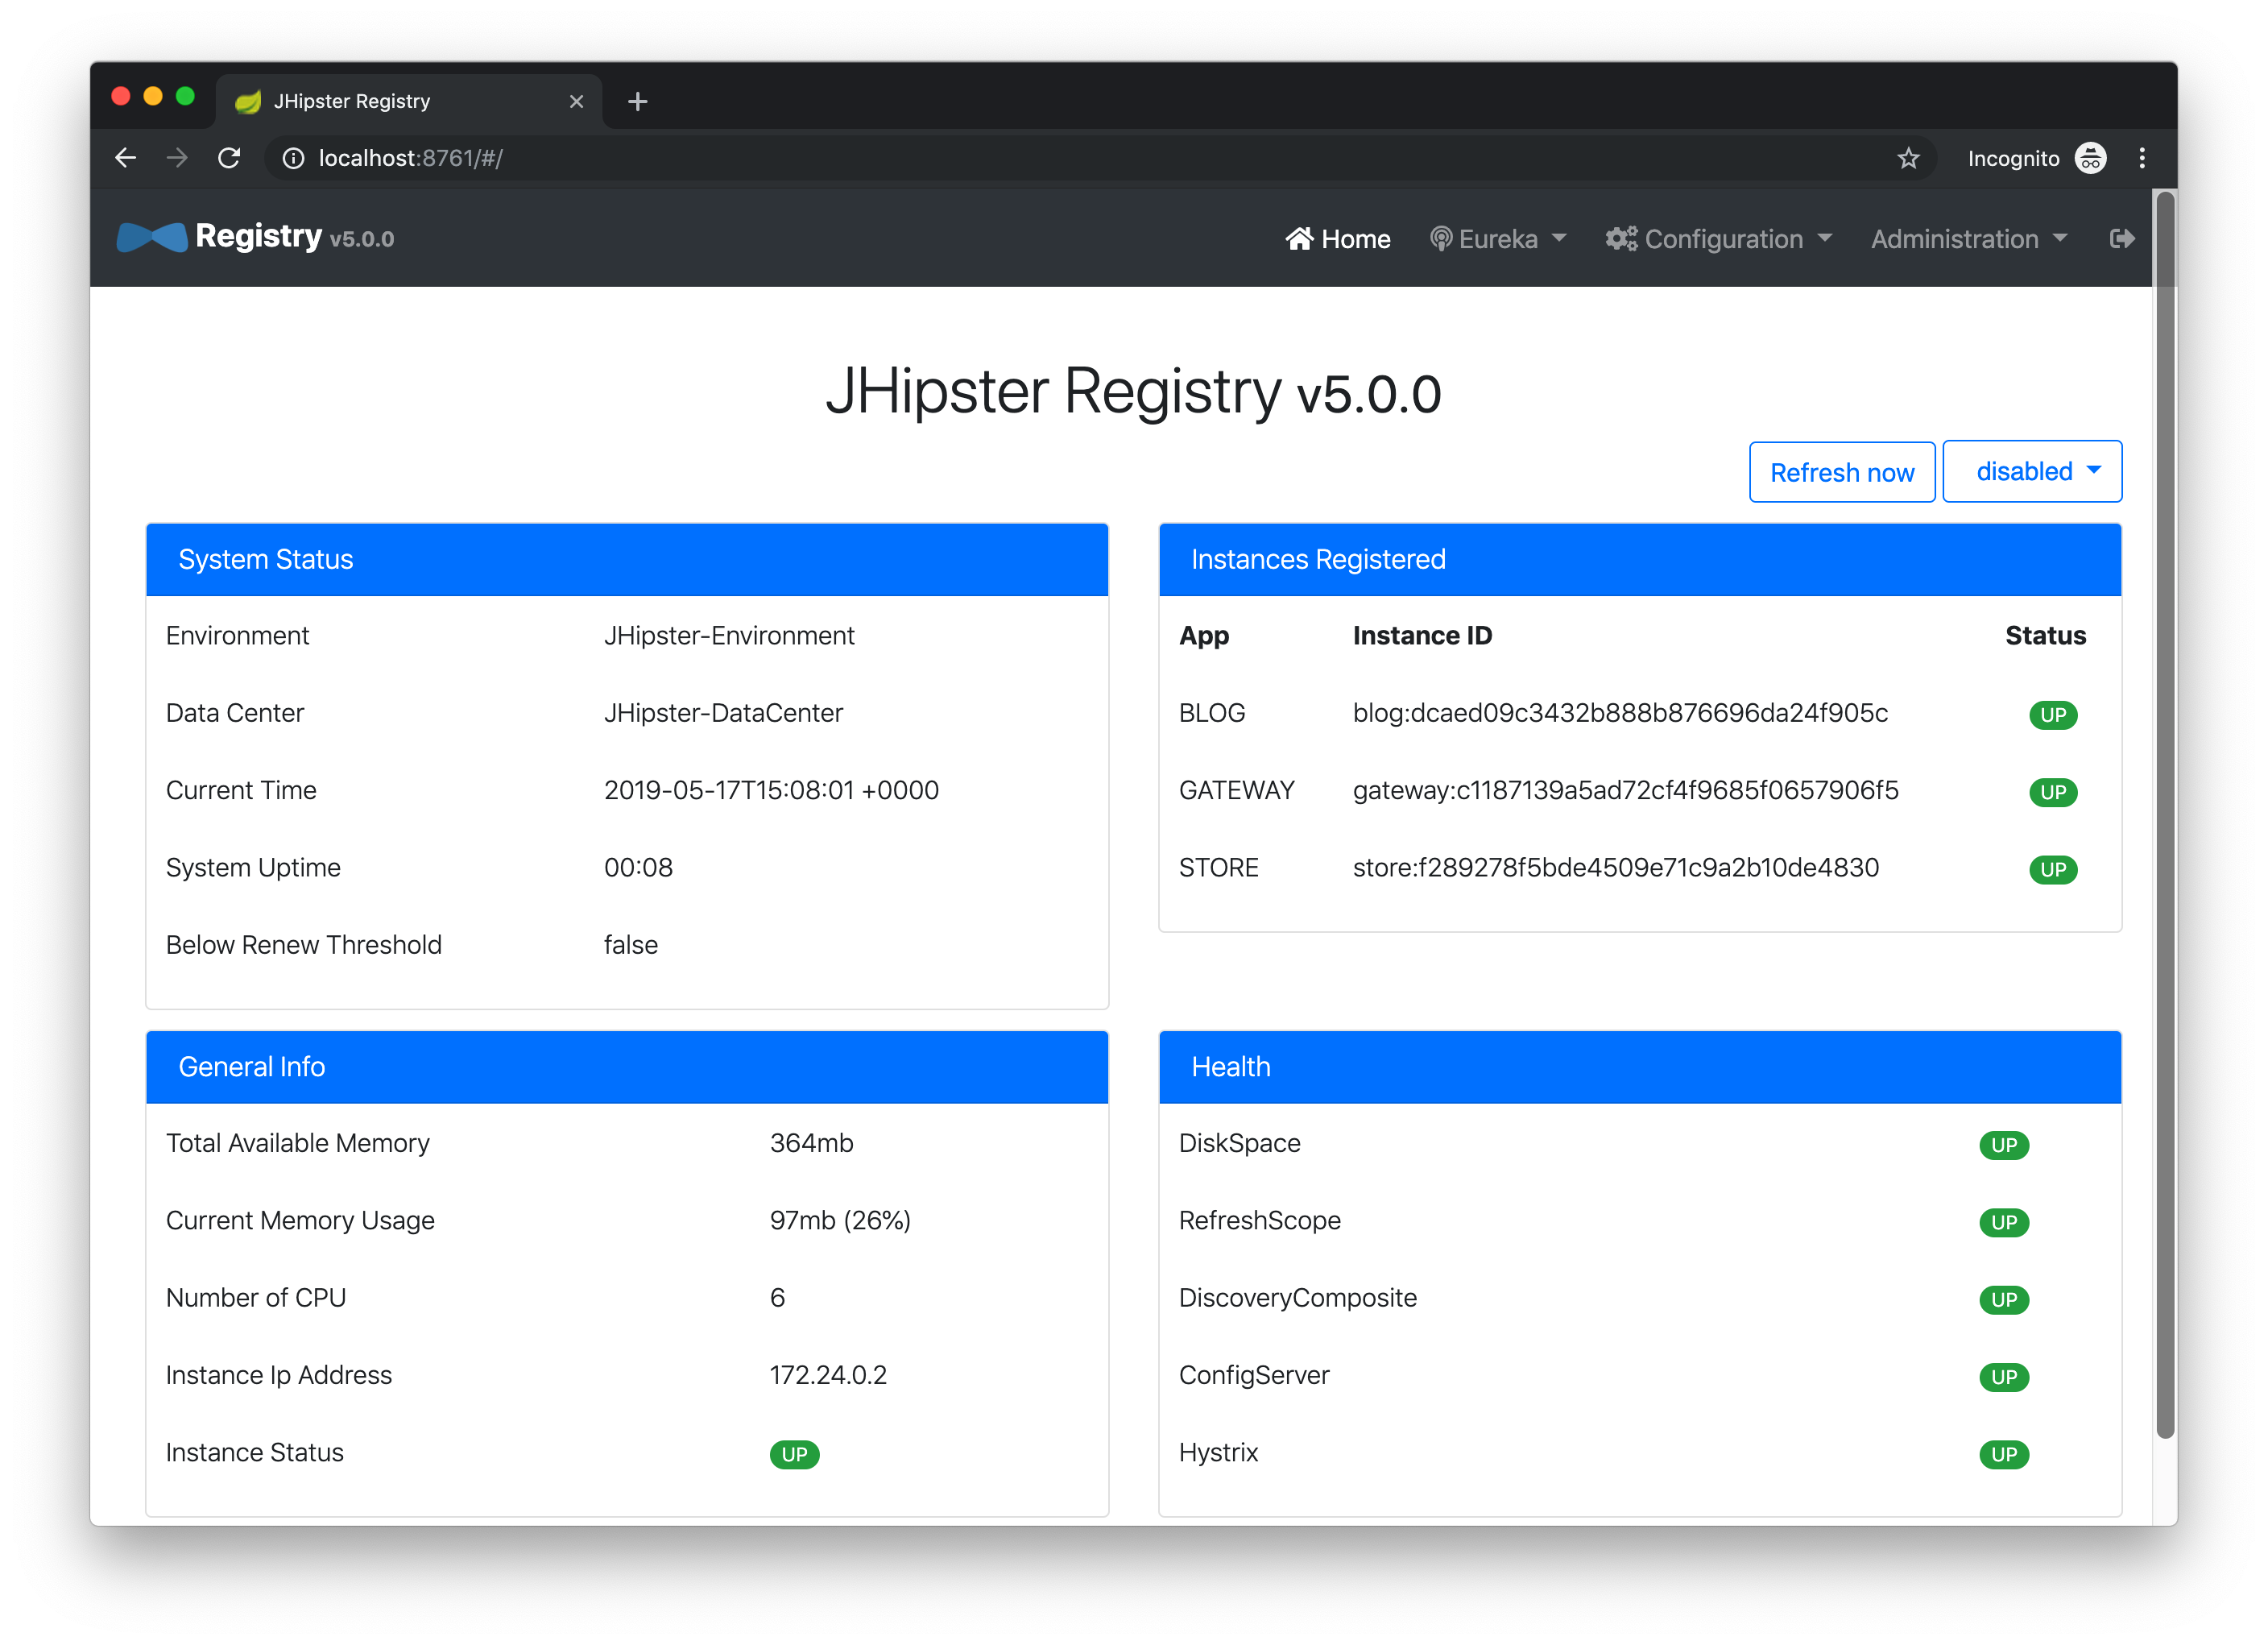 JHipster Registry
localhost:8761/#/
Incognito
Registry v5.0.0
Home Eureka Configuration Administration
JHipster Registry v5.0.0
Refresh now disabled
System Status
Environment JHipster-Environment
Data Center JHipster-DataCenter
Current Time 2019-05-17T15:08:01 +0000
System Uptime 00:08
Below Renew Threshold false
Instances Registered
App Instance ID Status
BLOG blog:dcaed09c3432b888b876696da24f905c UP
GATEWAY gateway:c1187139a5ad72cf4f9685f0657906f5 UP
STORE store:f289278f5bde4509e71c9a2b10de4830 UP
General Info
Total Available Memory 364mb
Current Memory Usage 97mb (26%)
Number of CPU 6
Instance Ip Address 172.24.0.2
Instance Status UP
Health
DiskSpace UP
RefreshScope UP
DiscoveryComposite UP
ConfigServer UP
Hystrix UP